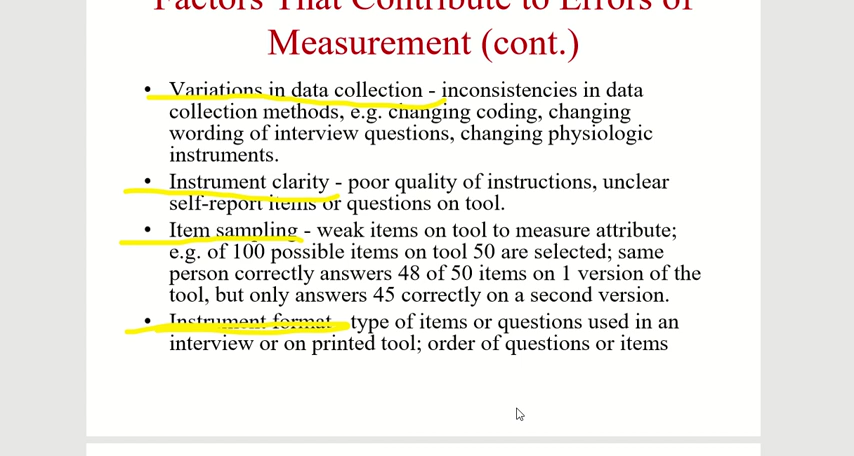 Factors That Contribute to Errors of
Measurement (cont.)
• Variations in data collection - inconsistencies in data
collection methods, e.g. changing coding, changing
wording of interview questions, changing physiologic
instruments.
• Instrument clarity - poor quality of instructions, unclear
self-report items or questions on tool.
• Item sampling - weak items on tool to measure attribute;
e.g. of 100 possible items on tool 50 are selected; same
person correctly answers 48 of 50 items on 1 version of the
tool, but only answers 45 correctly on a second version.
• Instrument format type of items or questions used in an
interview or on printed tool; order of questions or items